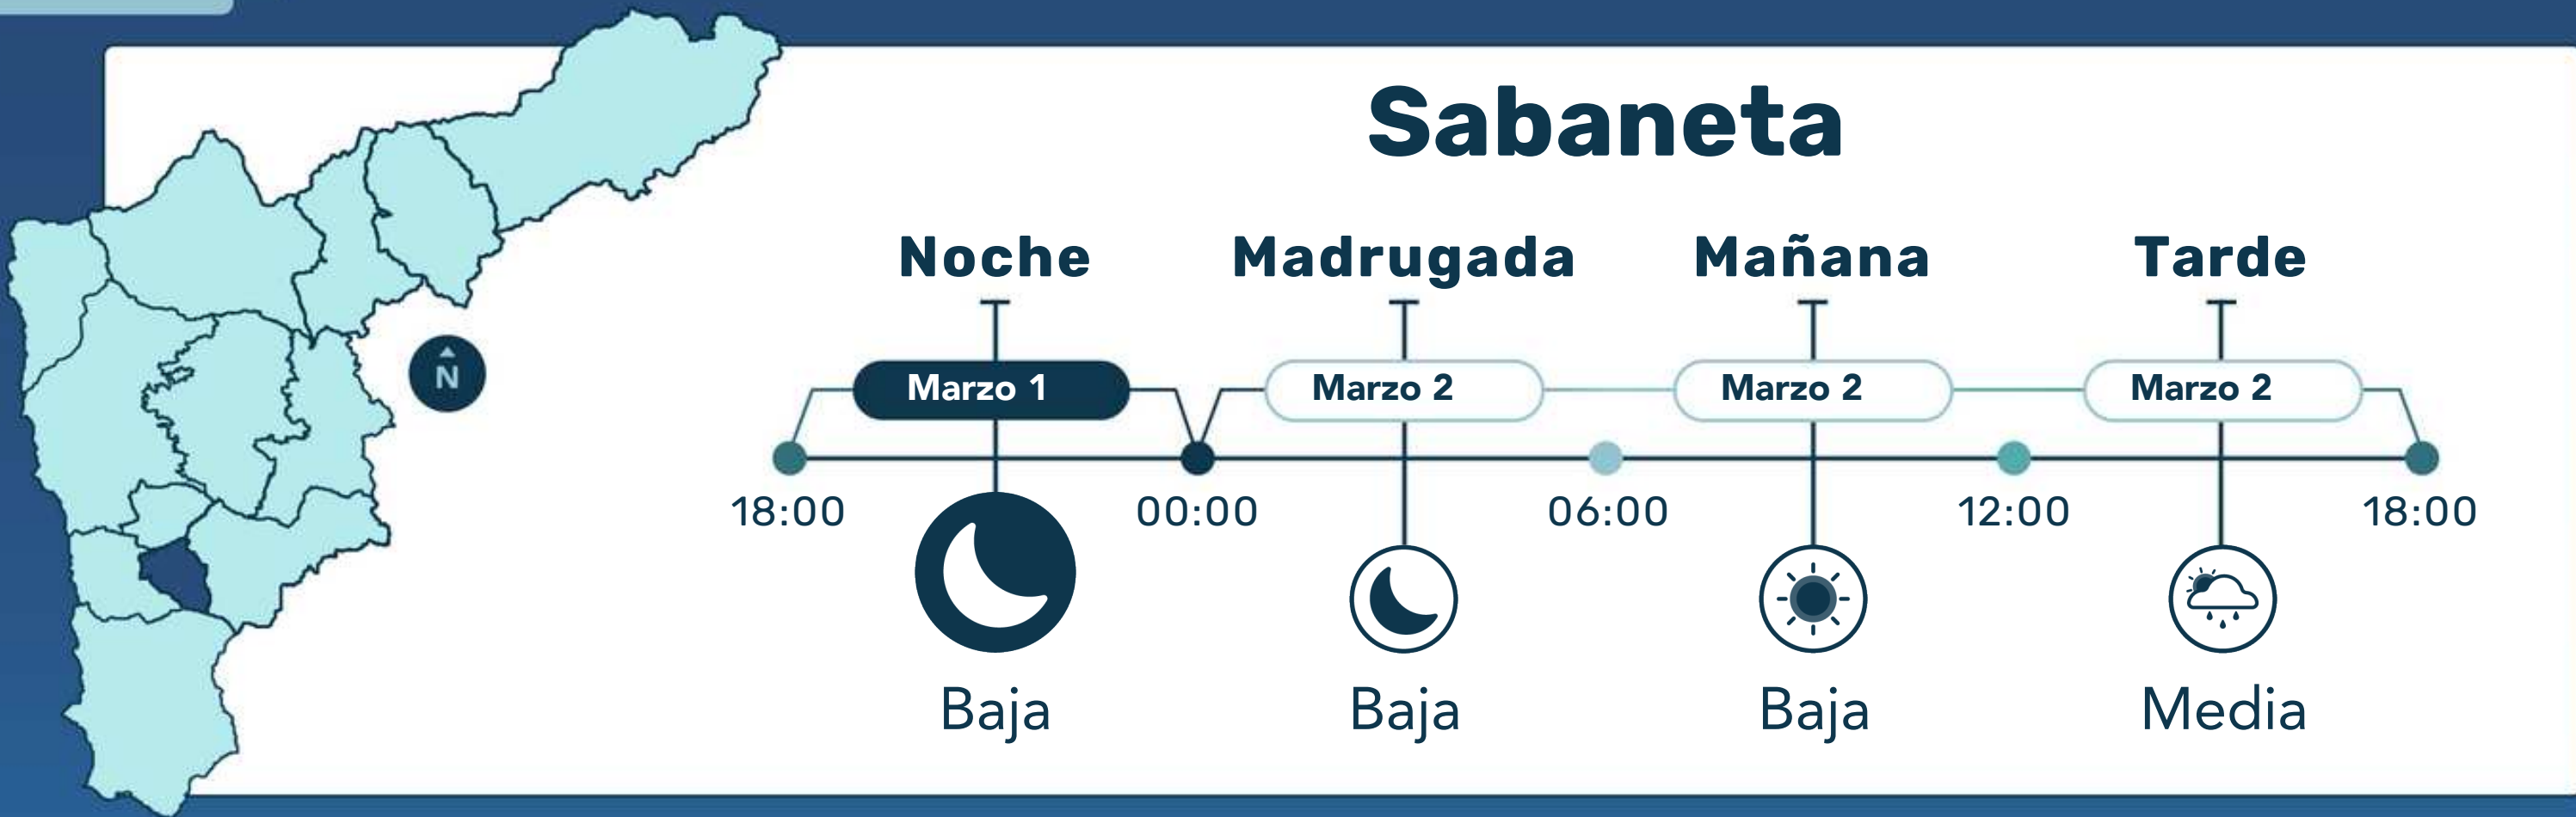 Sabaneta
Noche Madrugada Mañana Tarde
N
Marzo 1 Marzo 2 Marzo 2 Marzo 2
18:00 00:00 06:00 12:00 18:00
Baja Baja Baja Media